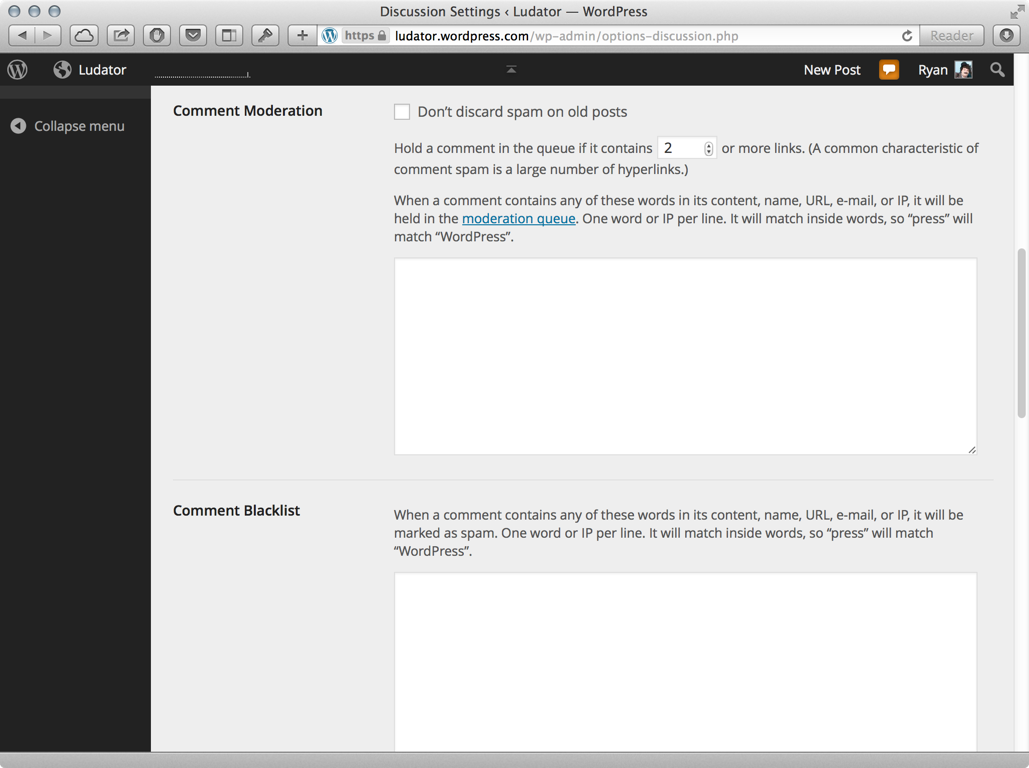 Discussion Settings ‹ Ludator — WordPress
https ludator.wordpress.com/wp-admin/options-discussion.php Reader
Ludator New Post Ryan
Collapse menu
Comment Moderation
Don’t discard spam on old posts
Hold a comment in the queue if it contains 2 or more links. (A common characteristic of
comment spam is a large number of hyperlinks.)
When a comment contains any of these words in its content, name, URL, e-mail, or IP, it will be
held in the moderation queue. One word or IP per line. It will match inside words, so “press” will
match “WordPress”.
Comment Blacklist
When a comment contains any of these words in its content, name, URL, e-mail, or IP, it will be
marked as spam. One word or IP per line. It will match inside words, so “press” will match
“WordPress”.